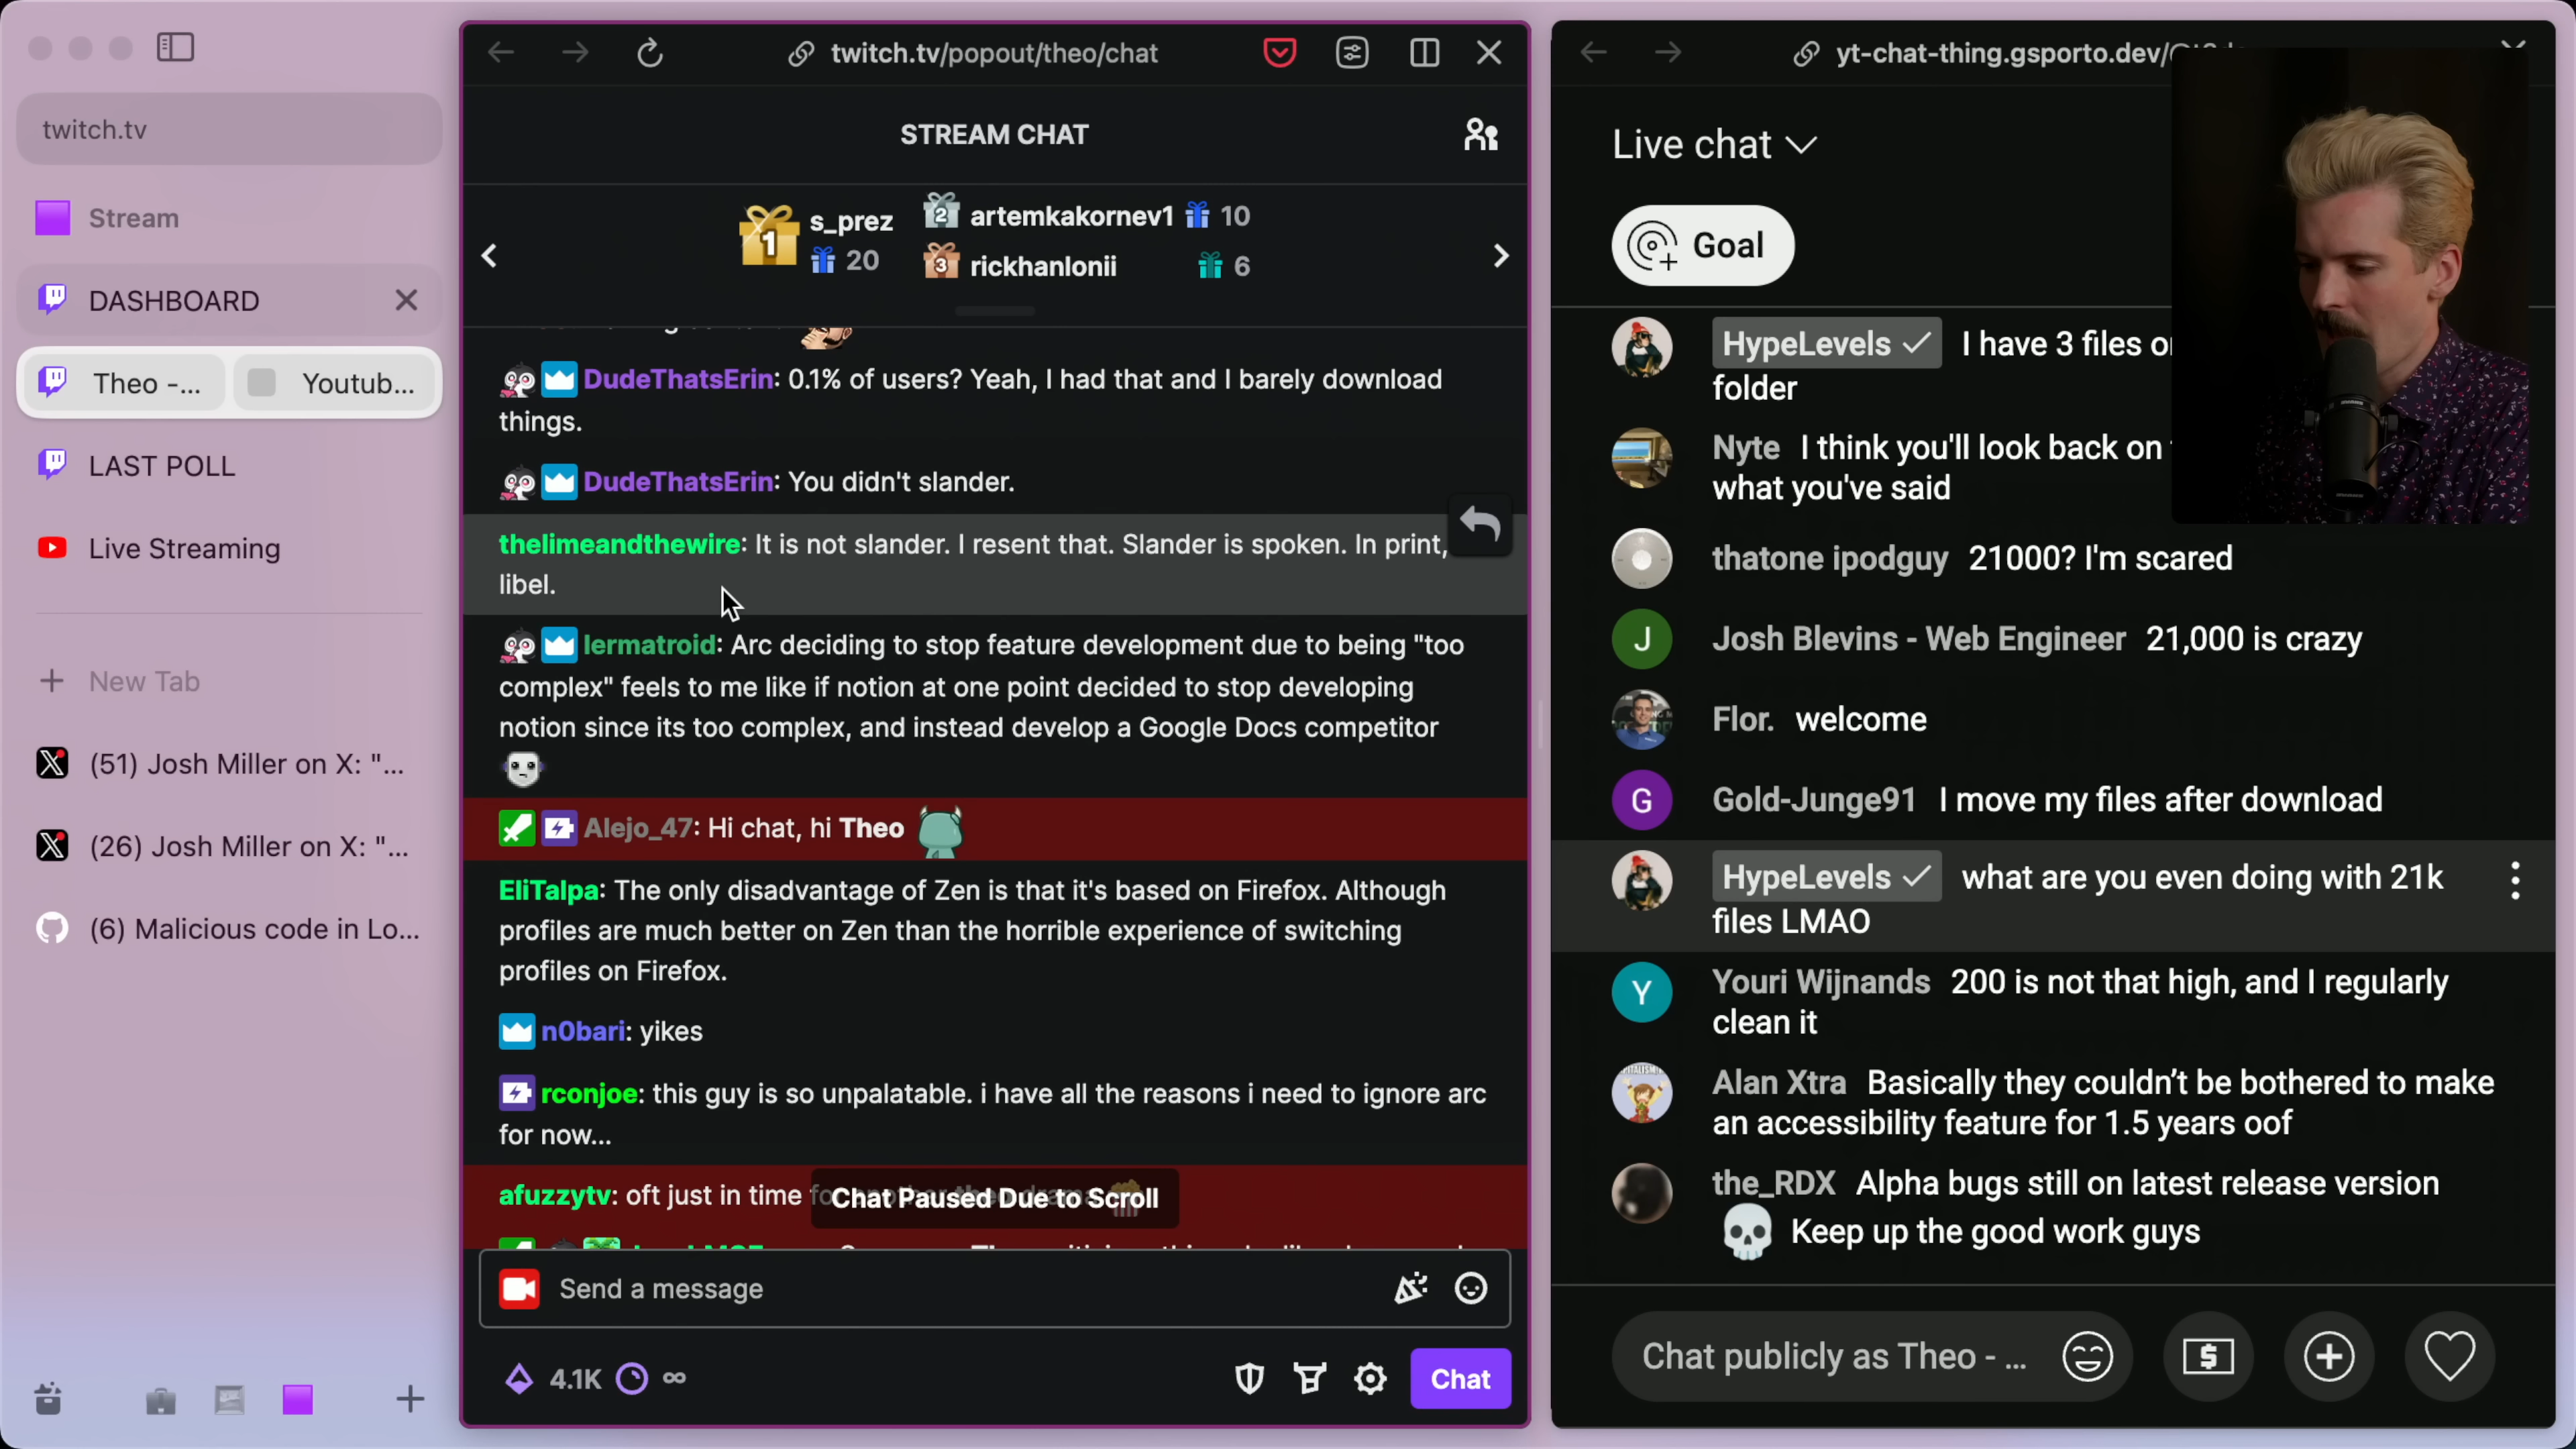 twitch.tv
Stream
DASHBOARD
Theo -...
Youtub...
LAST POLL
Live Streaming
New Tab
(51) Josh Miller on X: "...
(26) Josh Miller on X: "...
(6) Malicious code in Lo...
twitch.tv/popout/theo/chat
STREAM CHAT
1
s_prez
20
2
artemkakornev1
10
3
rickhanlonii
6
DudeThatsErin: 0.1% of users? Yeah, I had that and I barely download
things.
DudeThatsErin: You didn't slander.
thelimeandthewire: It is not slander. I resent that. Slander is spoken. In print,
libel.
lermatroid: Arc deciding to stop feature development due to being "too
complex" feels to me like if notion at one point decided to stop developing
notion since its too complex, and instead develop a Google Docs competitor
Alejo_47: Hi chat, hi Theo
EliTalpa: The only disadvantage of Zen is that it's based on Firefox. Although
profiles are much better on Zen than the horrible experience of switching
profiles on Firefox.
n0bari: yikes
rconjoe: this guy is so unpalatable. i have all the reasons i need to ignore arc
for now...
afuzzytv: oft just in time
Chat Paused Due to Scroll
Send a message
4.1K
∞
Chat
yt-chat-thing.gsporto.dev/
Live chat
Goal
HypeLevels I have 3 files
folder
Nyte I think you'll look back on
what you've said
thatone ipodguy 21000? I'm scared
J
Josh Blevins - Web Engineer 21,000 is crazy
Flor. welcome
G
Gold-Junge91 I move my files after download
HypeLevels what are you even doing with 21k
files LMAO
Y
Youri Wijnands 200 is not that high, and I regularly
clean it
Alan Xtra Basically they couldn't be bothered to make
an accessibility feature for 1.5 years oof
the_RDX Alpha bugs still on latest release version
Keep up the good work guys
Chat publicly as Theo - ...
$